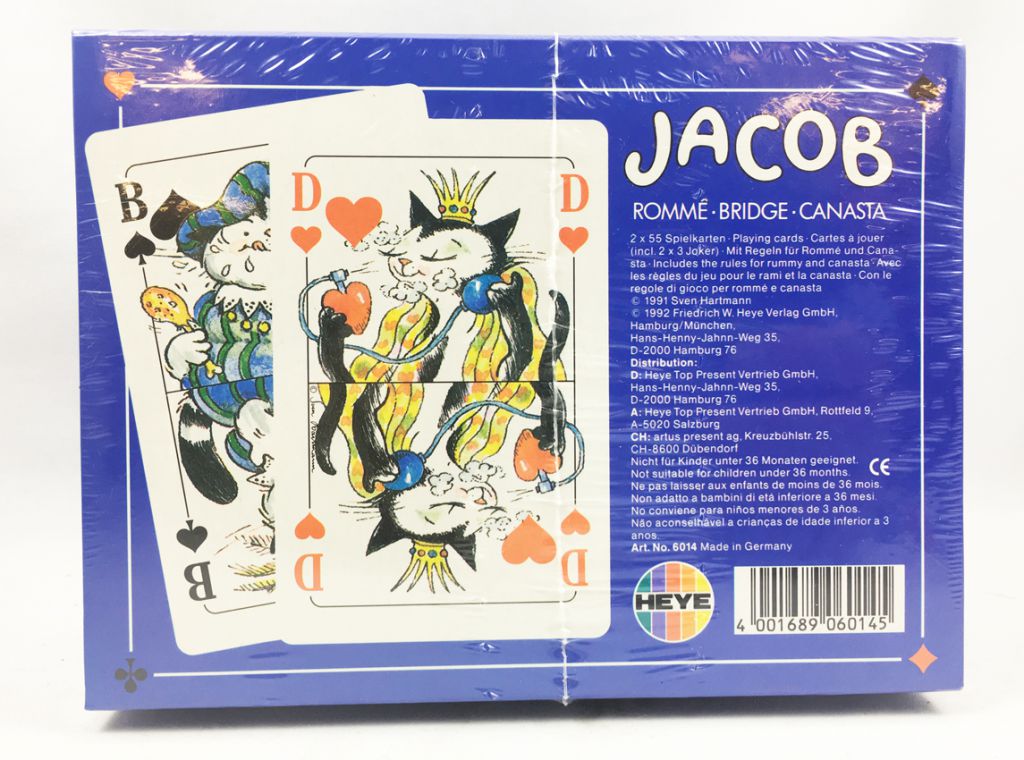 JACOB
ROMMÉ · BRIDGE · CANASTA
2 x 55 Spielkarten · Playing cards · Cartes à jouer
(incl. 2 x 3 Joker) · Mit Regeln für Rommé und Cana-
sta · Includes the rules for rummy and canasta · Avec
les règles du jeu pour le rami et la canasta · Con le
regole di gioco per rommé e canasta
© 1991 Sven Hartmann
© 1992 Friedrich W. Heye Verlag GmbH,
Hamburg/München,
Hans-Henny-Jahnn-Weg 35,
D-2000 Hamburg 76
Distribution:
D: Heye Top Present Vertrieb GmbH,
Hans-Henny-Jahnn-Weg 35,
D-2000 Hamburg 76
A: Heye Top Present Vertrieb GmbH, Rottfeld 9,
A-5020 Salzburg
CH: artus present ag, Kreuzbühlstr. 25,
CH-8600 Dübendorf
Nicht für Kinder unter 36 Monaten geeignet.
Not suitable for children under 36 months.
Ne pas laisser aux enfants de moins de 36 mois.
Non adatto a bambini di età inferiore a 36 mesi.
No conviene para niños menores de 3 años.
Não aconselhável a crianças de idade inferior a 3
anos.
Art. No. 6014 Made in Germany
CE
HEYE
4 001689 060145
B
B
D
D
D
D